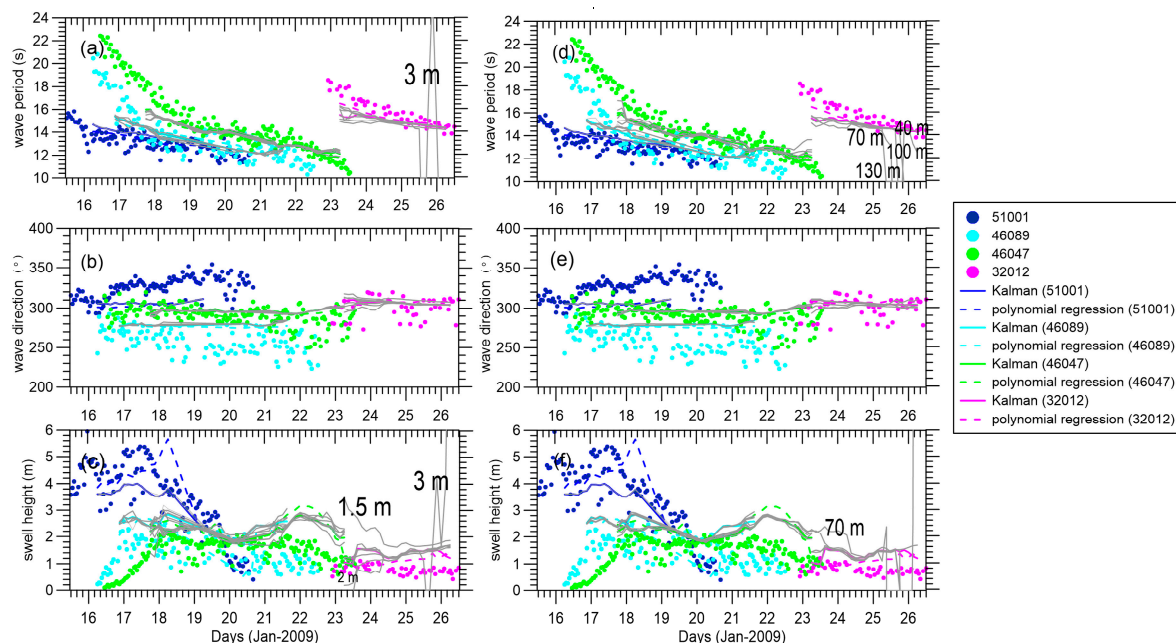 24
22
20
18
16
14
12
10
wave period (s)
(a)
3 m
16 17 18 19 20 21 22 23 24 25 26
400
350
300
250
200
wave direction (°)
(b)
16 17 18 19 20 21 22 23 24 25 26
6
5
4
3
2
1
0
swell height (m)
(c)
3 m
1.5 m
2 m
16 17 18 19 20 21 22 23 24 25 26
Days (Jan-2009)
24
22
20
18
16
14
12
10
wave period (s)
(d)
70 m
40 m
100 m
130 m
16 17 18 19 20 21 22 23 24 25 26
400
350
300
250
200
wave direction (°)
(e)
16 17 18 19 20 21 22 23 24 25 26
6
5
4
3
2
1
0
swell height (m)
(f)
70 m
16 17 18 19 20 21 22 23 24 25 26
Days (Jan-2009)
51001
46089
46047
32012
Kalman (51001)
polynomial regression (51001)
Kalman (46089)
polynomial regression (46089)
Kalman (46047)
polynomial regression (46047)
Kalman (32012)
polynomial regression (32012)